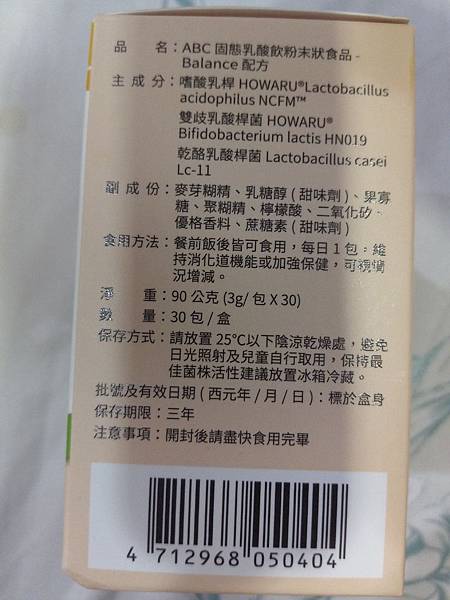 品 名：ABC 固態乳酸飲粉末狀食品 -
Balance 配方
主 成 分：嗜酸乳桿 HOWARU®Lactobacillus
acidophilus NCFM™
雙歧乳酸桿菌 HOWARU®
Bifidobacterium lactis HN019
乾酪乳酸桿菌 Lactobacillus casei
Lc-11
副 成 份：麥芽糊精、乳糖醇 ( 甜味劑 )、果寡
糖、聚糊精、檸檬酸、二氧化矽、
優格香料、蔗糖素 ( 甜味劑 )
食用方法：餐前飯後皆可食用，每日 1 包，維
持消化道機能或加強保健，可視情
況增減。
淨 重：90 公克 (3g/ 包 X 30)
數 量：30 包 / 盒
保存方式：請放置 25℃以下陰涼乾燥處，避免
日光照射及兒童自行取用，保持最
佳菌株活性建議放置冰箱冷藏。
批號及有效日期 ( 西元年 / 月 / 日 )：標於盒身
保存期限：三年
注意事項：開封後請盡快食用完畢
4 712968 050404